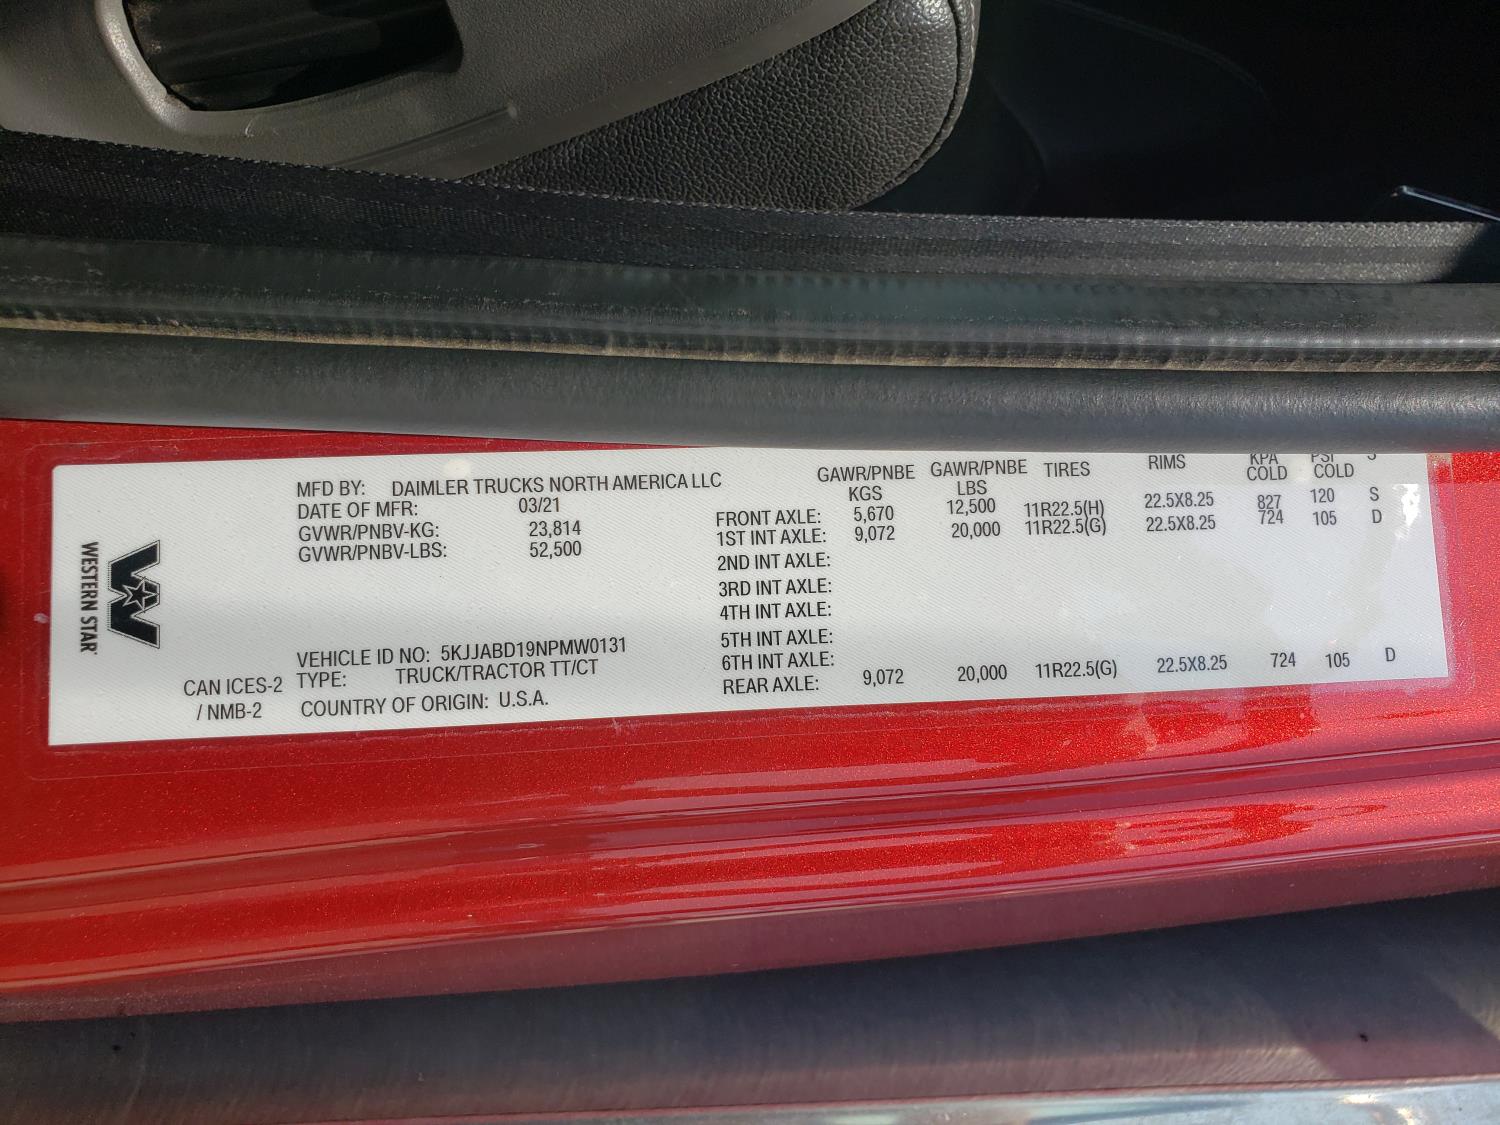 WESTERN STAR
MFD BY: DAIMLER TRUCKS NORTH AMERICA LLC
DATE OF MFR: 03/21
GVWR/PNBV-KG: 23,814
GVWR/PNBV-LBS: 52,500
VEHICLE ID NO: 5KJJABD19NPMW0131
TYPE: TRUCK/TRACTOR TT/CT
COUNTRY OF ORIGIN: U.S.A.
CAN ICES-2
/ NMB-2
GAWR/PNBE KGS GAWR/PNBE LBS TIRES RIMS KPA COLD PSI COLD
FRONT AXLE: 5,670 12,500 11R22.5(H) 22.5X8.25 827 120 S
1ST INT AXLE: 9,072 20,000 11R22.5(G) 22.5X8.25 724 105 D
2ND INT AXLE:
3RD INT AXLE:
4TH INT AXLE:
5TH INT AXLE:
6TH INT AXLE:
REAR AXLE: 9,072 20,000 11R22.5(G) 22.5X8.25 724 105 D